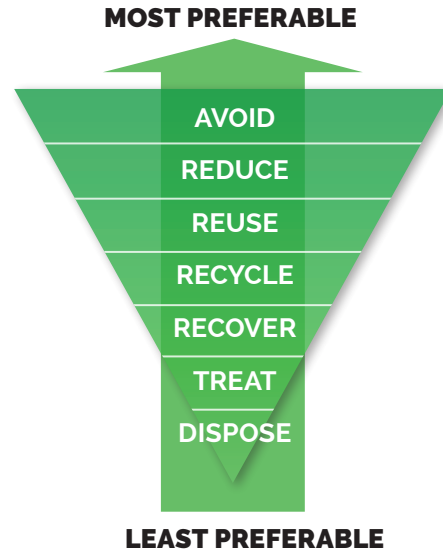 MOST PREFERABLE
AVOID
REDUCE
REUSE
RECYCLE
RECOVER
TREAT
DISPOSE
LEAST PREFERABLE